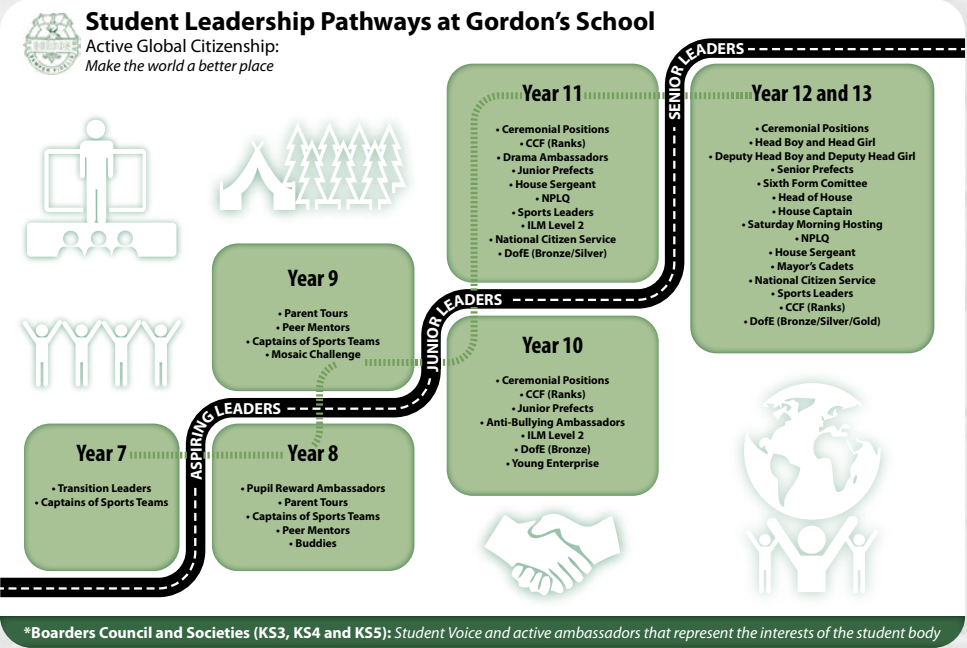 Student Leadership Pathways at Gordon's School
Active Global Citizenship:
Make the world a better place
ASPIRING LEADERS
JUNIOR LEADERS
SENIOR LEADERS
Year 7
• Transition Leaders
• Captains of Sports Teams
Year 8
• Pupil Reward Ambassadors
• Parent Tours
• Captains of Sports Teams
• Peer Mentors
• Buddies
Year 9
• Parent Tours
• Peer Mentors
• Captains of Sports Teams
• Mosaic Challenge
Year 10
• Ceremonial Positions
• CCF (Ranks)
• Junior Prefects
• Anti-Bullying Ambassadors
• ILM Level 2
• DofE (Bronze)
• Young Enterprise
Year 11
• Ceremonial Positions
• CCF (Ranks)
• Drama Ambassadors
• Junior Prefects
• House Sergeant
• NPLQ
• Sports Leaders
• ILM Level 2
• National Citizen Service
• DofE (Bronze/Silver)
Year 12 and 13
• Ceremonial Positions
• Head Boy and Head Girl
• Deputy Head Boy and Deputy Head Girl
• Senior Prefects
• Sixth Form Comittee
• Head of House
• House Captain
• Saturday Morning Hosting
• NPLQ
• House Sergeant
• Mayor's Cadets
• National Citizen Service
• Sports Leaders
• CCF (Ranks)
• DofE (Bronze/Silver/Gold)
*Boarders Council and Societies (KS3, KS4 and KS5): Student Voice and active ambassadors that represent the interests of the student body